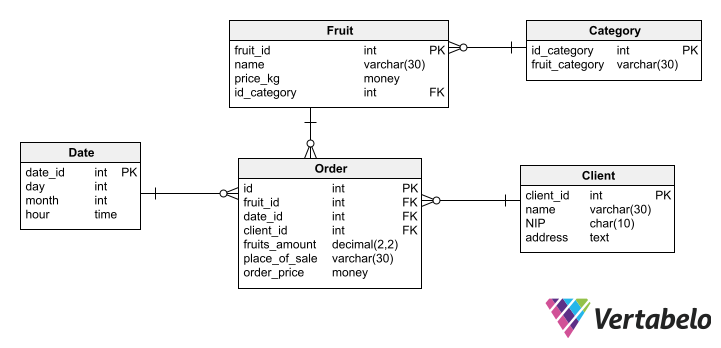 Fruit
fruit_id int PK
name varchar(30)
price_kg money
id_category int FK
Category
id_category int PK
fruit_category varchar(30)
Date
date_id int PK
day int
month int
hour time
Order
id int PK
fruit_id int FK
date_id int FK
client_id int FK
fruits_amount decimal(2,2)
place_of_sale varchar(30)
order_price money
Client
client_id int PK
name varchar(30)
NIP char(10)
address text
Vertabelo